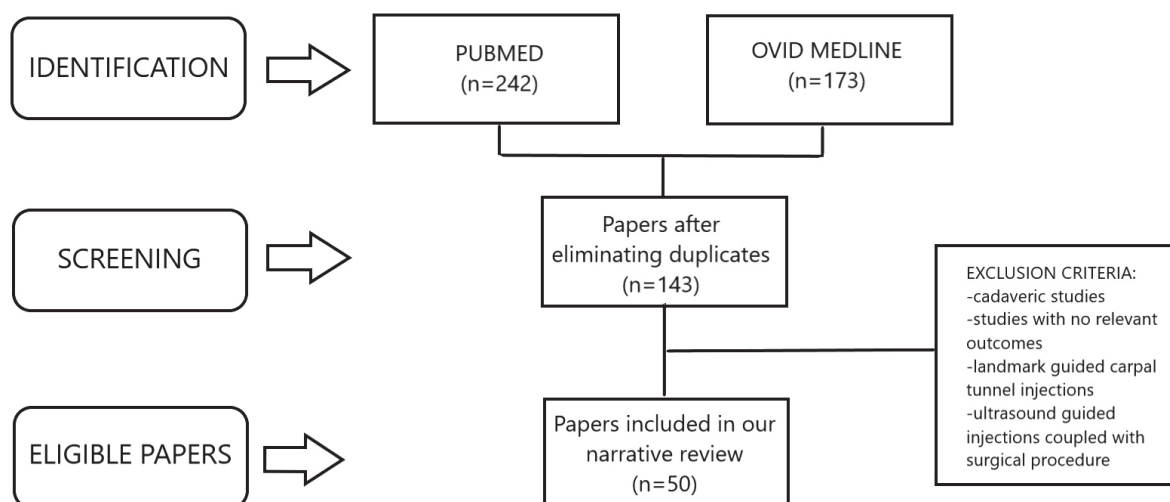 IDENTIFICATION
PUBMED
(n=242)
OVID MEDLINE
(n=173)
SCREENING
Papers after
eliminating duplicates
(n=143)
EXCLUSION CRITERIA:
-cadaveric studies
-studies with no relevant
outcomes
-landmark guided carpal
tunnel injections
-ultrasound guided
injections coupled with
surgical procedure
ELIGIBLE PAPERS
Papers included in our
narrative review
(n=50)